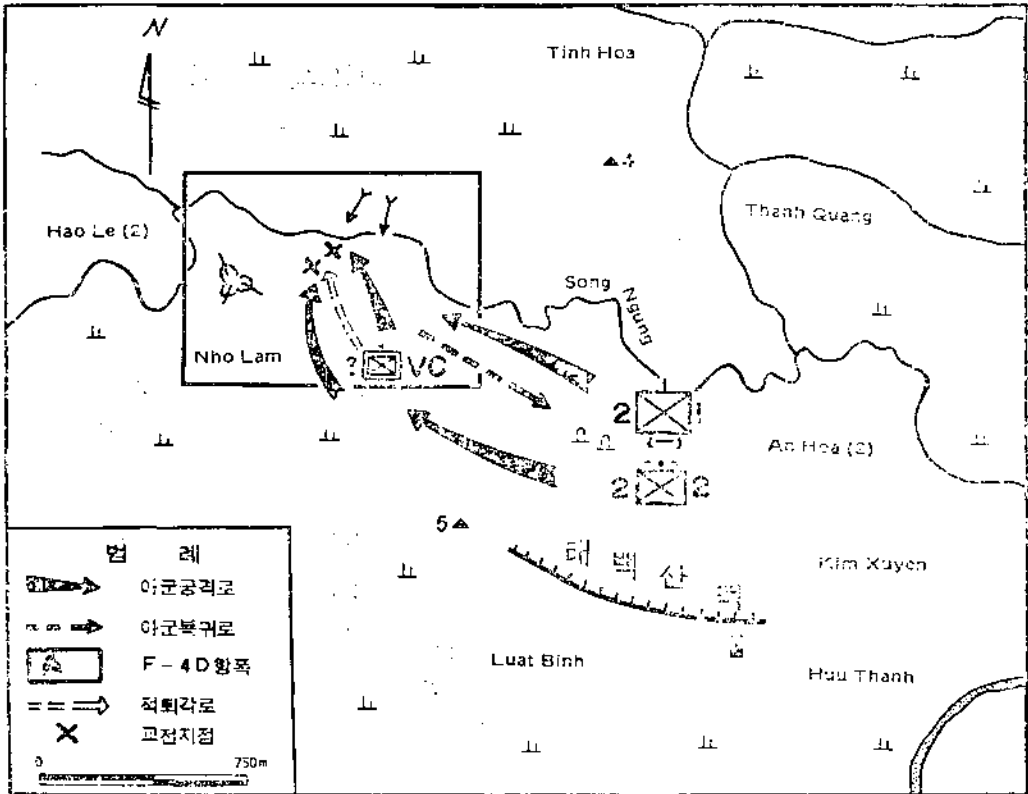 N
Tinh Hoa
4
Hao Le (2)
Thanh Quang
Song
Ngung
Nho Lam
? VC
2 1
(—)
An Hoa (2)
2 2
5
태백산
Kim Xuyen
Luat Binh
Huu Thanh
범 례
아군공격로
아군복귀로
F-4D항폭
적퇴각로
교전지점
0 750m